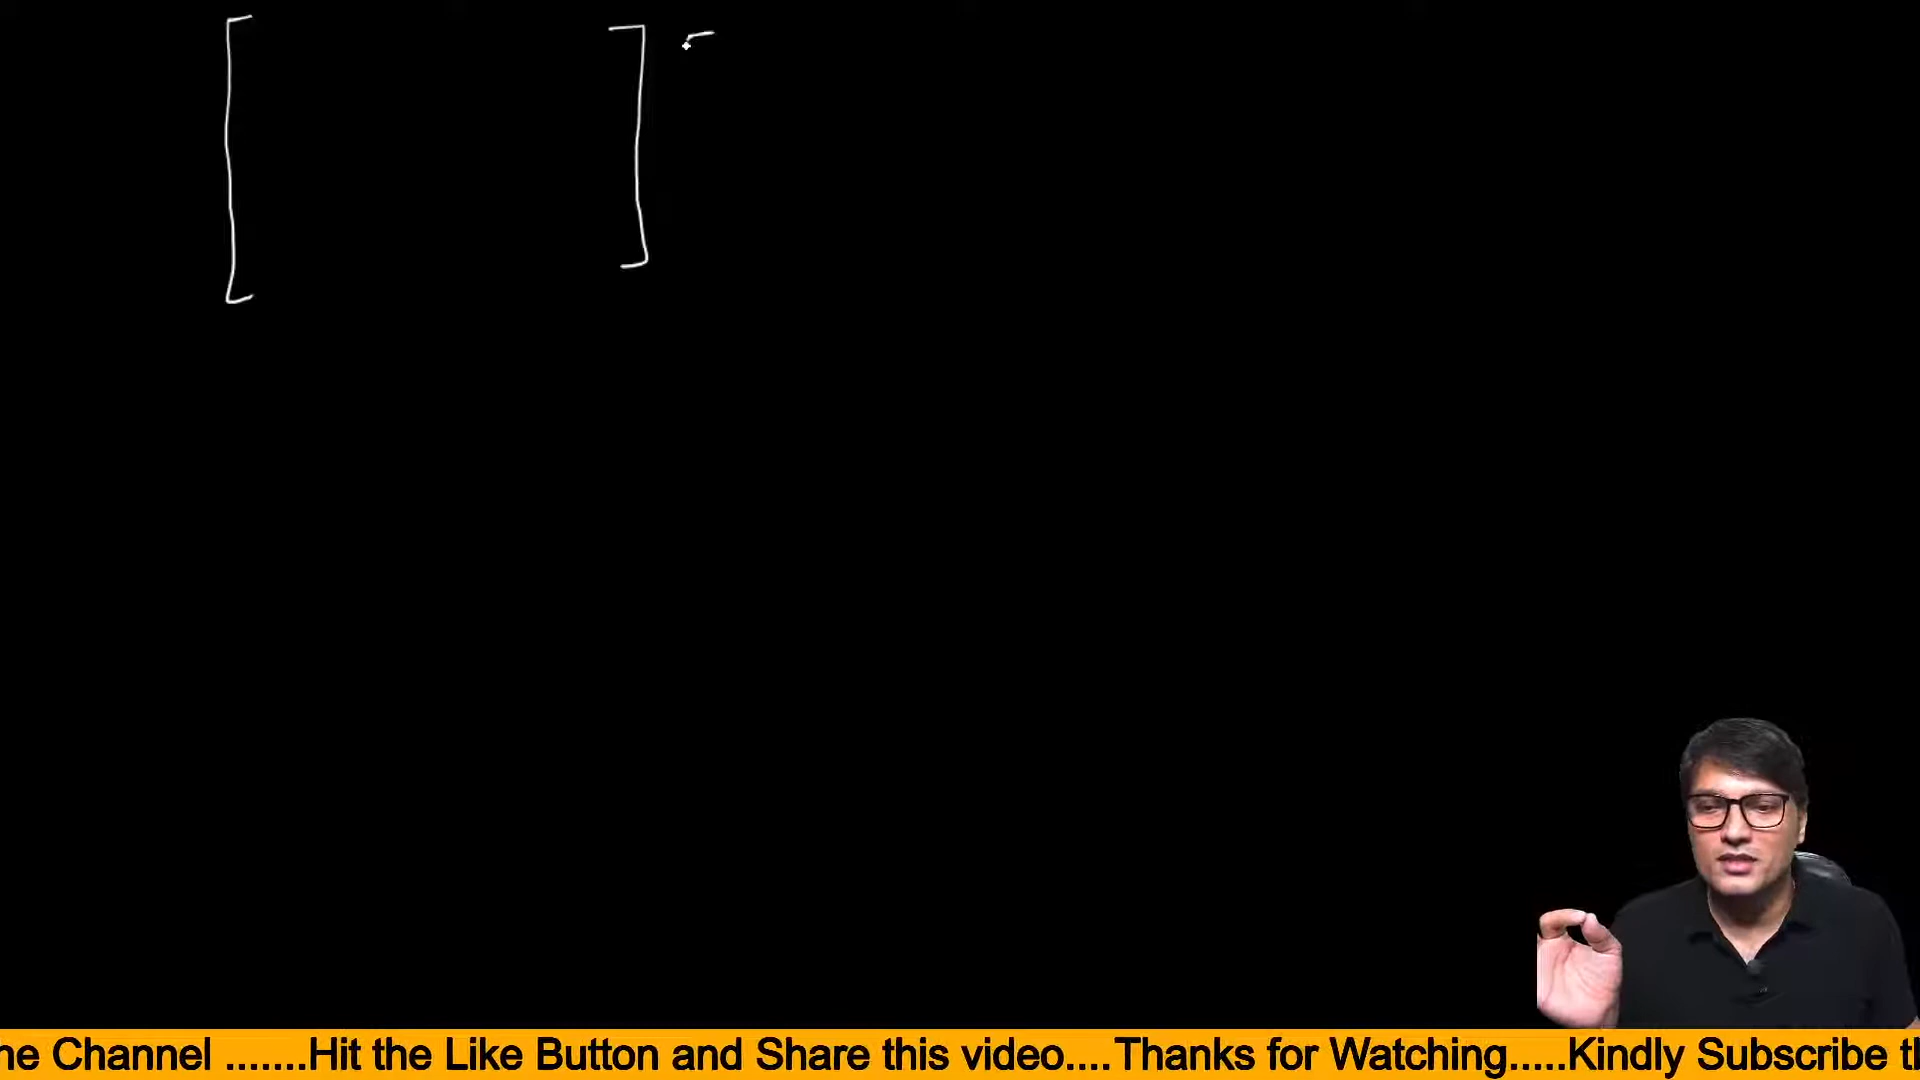 [ ]
he Channel .......Hit the Like Button and Share this video....Thanks for Watching.....Kindly Subscribe t